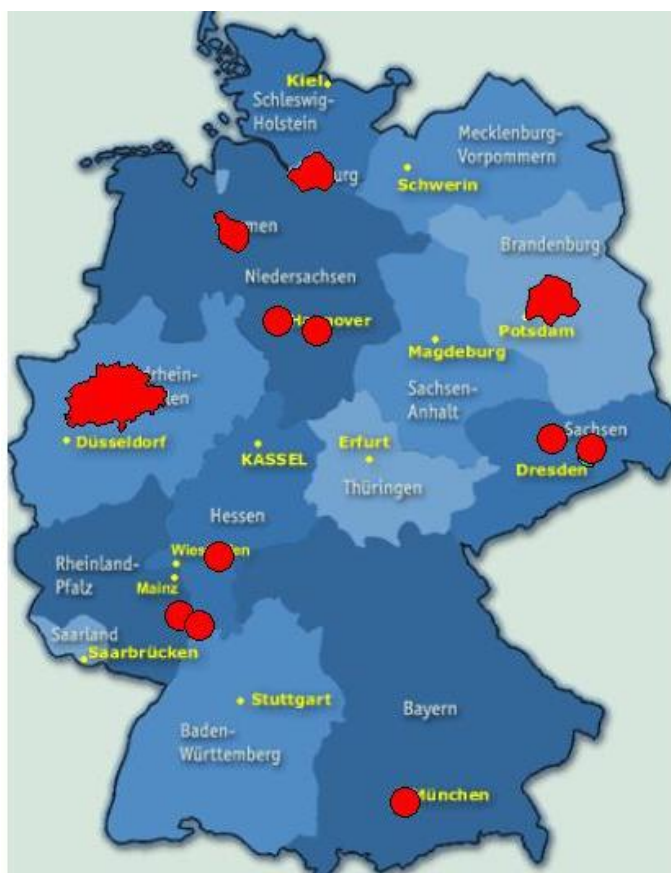 Kiel
Schleswig-
Holstein
Mecklenburg-
Vorpommern
Schwerin
Brandenburg
Niedersachsen
Potsdam
Magdeburg
Sachsen-
Anhalt
Düsseldorf
KASSEL
Erfurt
Thüringen
Sachsen
Dresden
Hessen
Rheinland-
Pfalz
Mainz
Saarland
Saarbrücken
Stuttgart
Baden-
Württemberg
Bayern
München